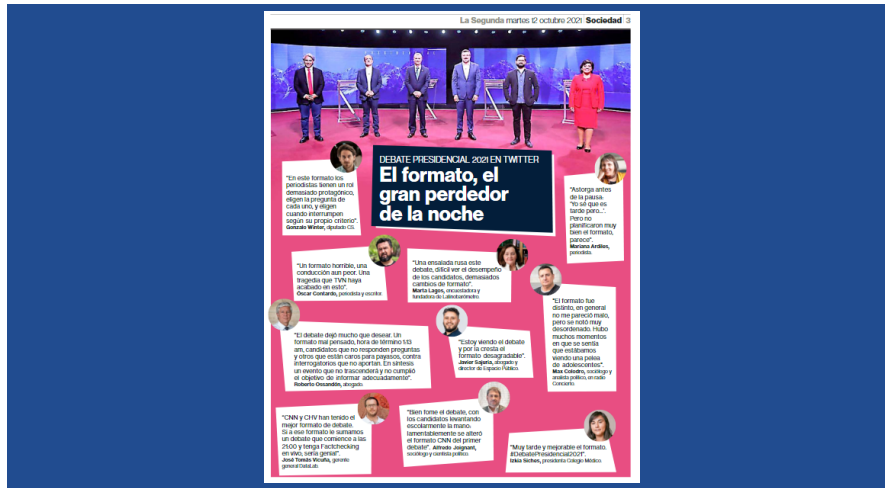 La Segunda martes 12 octubre 2021 Sociedad 3
DEBATE PRESIDENCIAL 2021 EN TWITTER
El formato, el
gran perdedor
de la noche
"En este formato los
periodistas tienen un rol
demasiado protagónico,
eligen la pregunta de
cada uno, y eligen
cuando interrumpen
según su propio criterio".
Gonzalo Winter, diputado CS.
"Astorga antes
de la pausa:
'Yo sé que es
tarde pero...'.
Pero no
planificaron muy
bien el formato,
parece".
Mariana Ardiles,
periodista.
"Un formato horrible, una
conducción aun peor. Una
tragedia que TVN haya
acabado en esto".
Óscar Contardo, periodista y escritor.
"Una ensalada rusa este
debate, difícil ver el desempeño
de los candidatos, demasiados
cambios de formato".
Marta Lagos, encuestadora y
fundadora de Latinobarómetro.
"El formato fue
distinto, en general
no me pareció malo,
pero se notó muy
desordenado. Hubo
muchos momentos
en que se sentía
que estábamos
viendo una pelea
de adolescentes".
Max Colodro, sociólogo y
analista político, en radio
Concierto.
"El debate dejó mucho que desear. Un
formato mal pensado, hora de término 1:13
am, candidatos que no responden preguntas
y otros que están caros para payasos, contra
interrogatorios que no aportan. En síntesis
un evento que no trascenderá y no cumplió
el objetivo de informar adecuadamente".
Roberto Ossandón, abogado.
"Estoy viendo el debate
y por la cresta el
formato desagradable".
Javier Sajuria, abogado y
director de Espacio Público.
"CNN y CHV han tenido el
mejor formato de debate.
Si a ese formato le sumamos
un debate que comience a las
21:00 y tenga Factchecking
en vivo, sería genial".
José Tomás Vicuña, gerente
general DataLab.
"Bien fome el debate, con
los candidatos levantando
escolarmente la mano:
lamentablemente se alteró
el formato CNN del primer
debate". Alfredo Joignant,
sociólogo y cientista político.
"Muy tarde y mejorable el formato.
#DebatePresidencial2021".
Izkia Siches, presidenta Colegio Médico.